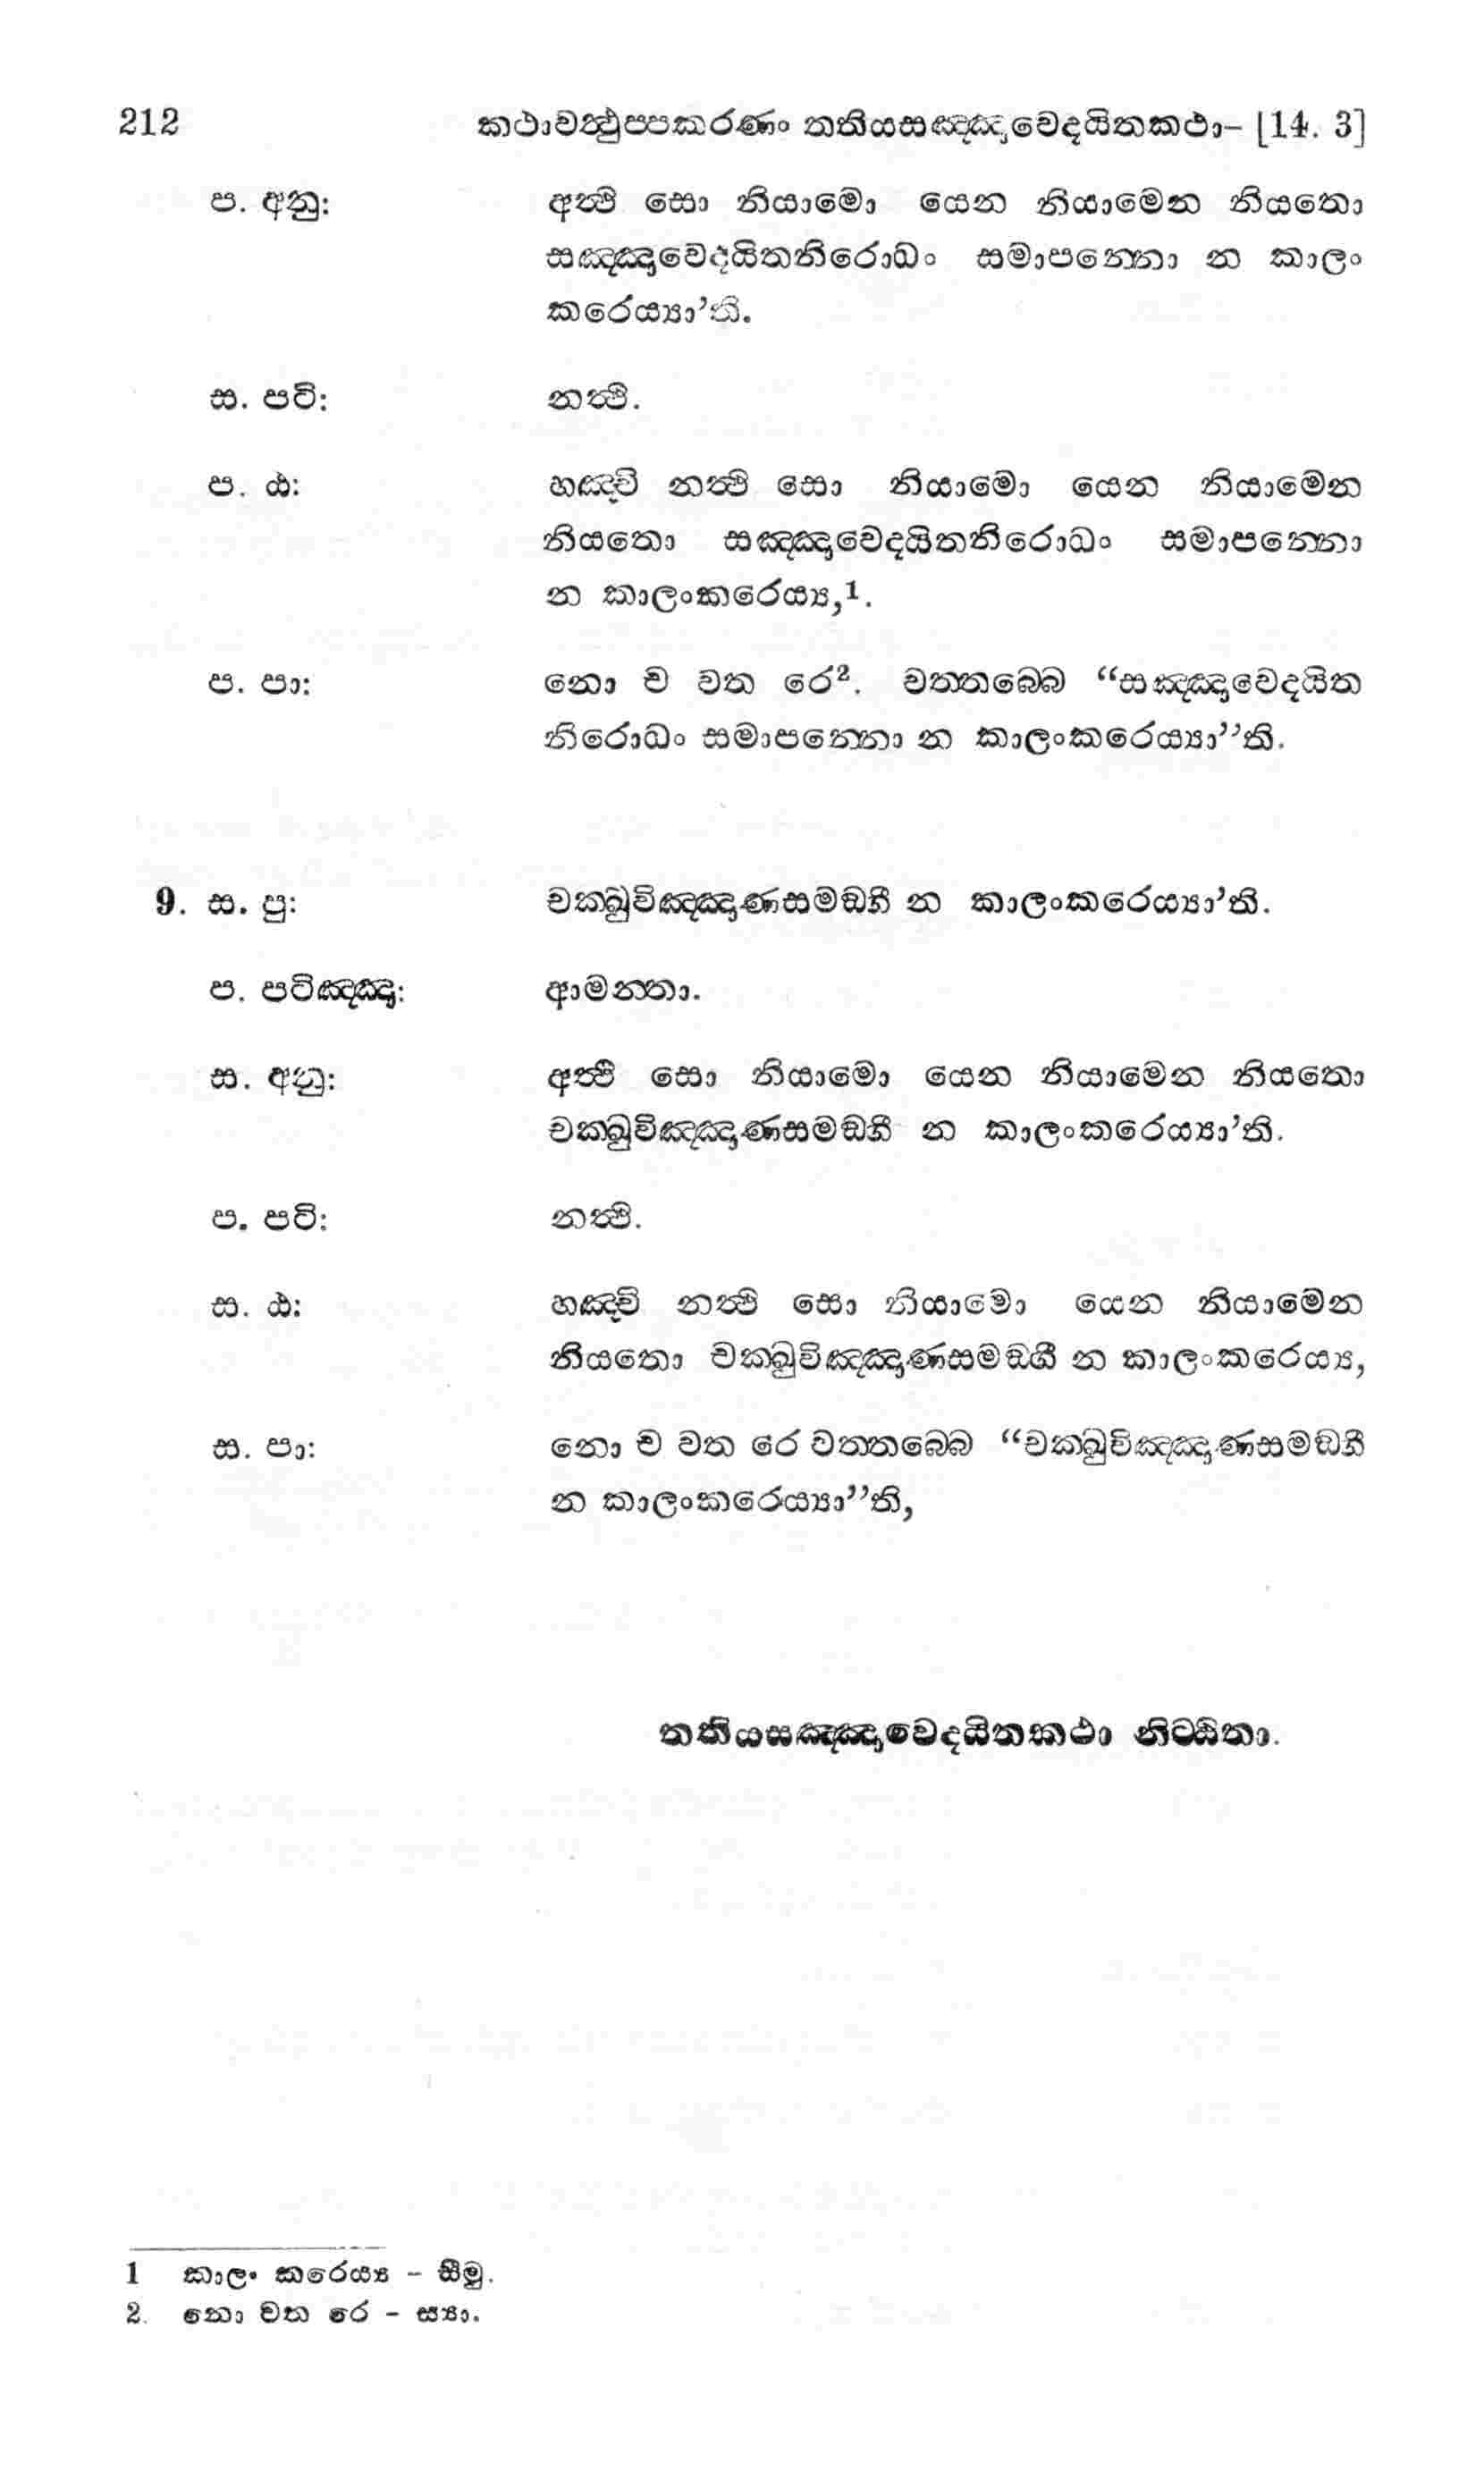 212 කථාවත්‍ථුප්පකරණං තතියසඤ්ඤාවෙදයිතකථා– [14. 3]
ප. අනු: අත්‍ථි සො නියාමො යෙන නියාමෙන නියතො
සඤ්ඤාවෙදයිතනිරොධං සමාපන්නො න කාලං
කරෙය්‍යා’ති.
ස. පටි: නත්‍ථි.
ප. ඨ: හඤ්චි නත්‍ථි සො නියාමො යෙන නියාමෙන
නියතො සඤ්ඤාවෙදයිතනිරොධං සමාපන්නො
න කාලංකරෙය්‍ය,¹.
ප. පා: නො ච වත රෙ². වත්තබ්බෙ “සඤ්ඤාවෙදයිත
නිරොධං සමාපන්නො න කාලංකරෙය්‍යා”ති.
9. ස. පු: චක්ඛුවිඤ්ඤාණසමඞ්ගී න කාලංකරෙය්‍යා’ති.
ප. පටිඤ්ඤා: ආමන්තා.
ස. අනු: අත්‍ථි සො නියාමො යෙන නියාමෙන නියතො
චක්ඛුවිඤ්ඤාණසමඞ්ගී න කාලංකරෙය්‍යා’ති.
ප. පටි: නත්‍ථි.
ස. ඨ: හඤ්චි නත්‍ථි සො නියාමො යෙන නියාමෙන
නියතො චක්ඛුවිඤ්ඤාණසමඞ්ගී න කාලංකරෙය්‍ය,
ස. පා: නො ච වත රෙ වත්තබ්බෙ “චක්ඛුවිඤ්ඤාණසමඞ්ගී
න කාලංකරෙය්‍යා”ති,
තතියසඤ්ඤාවෙදයිතකථා නිට්ඨිතා.
1 කාලං කරෙය්‍ය – සීමු.
2. නො වත රෙ – ස්‍යා.